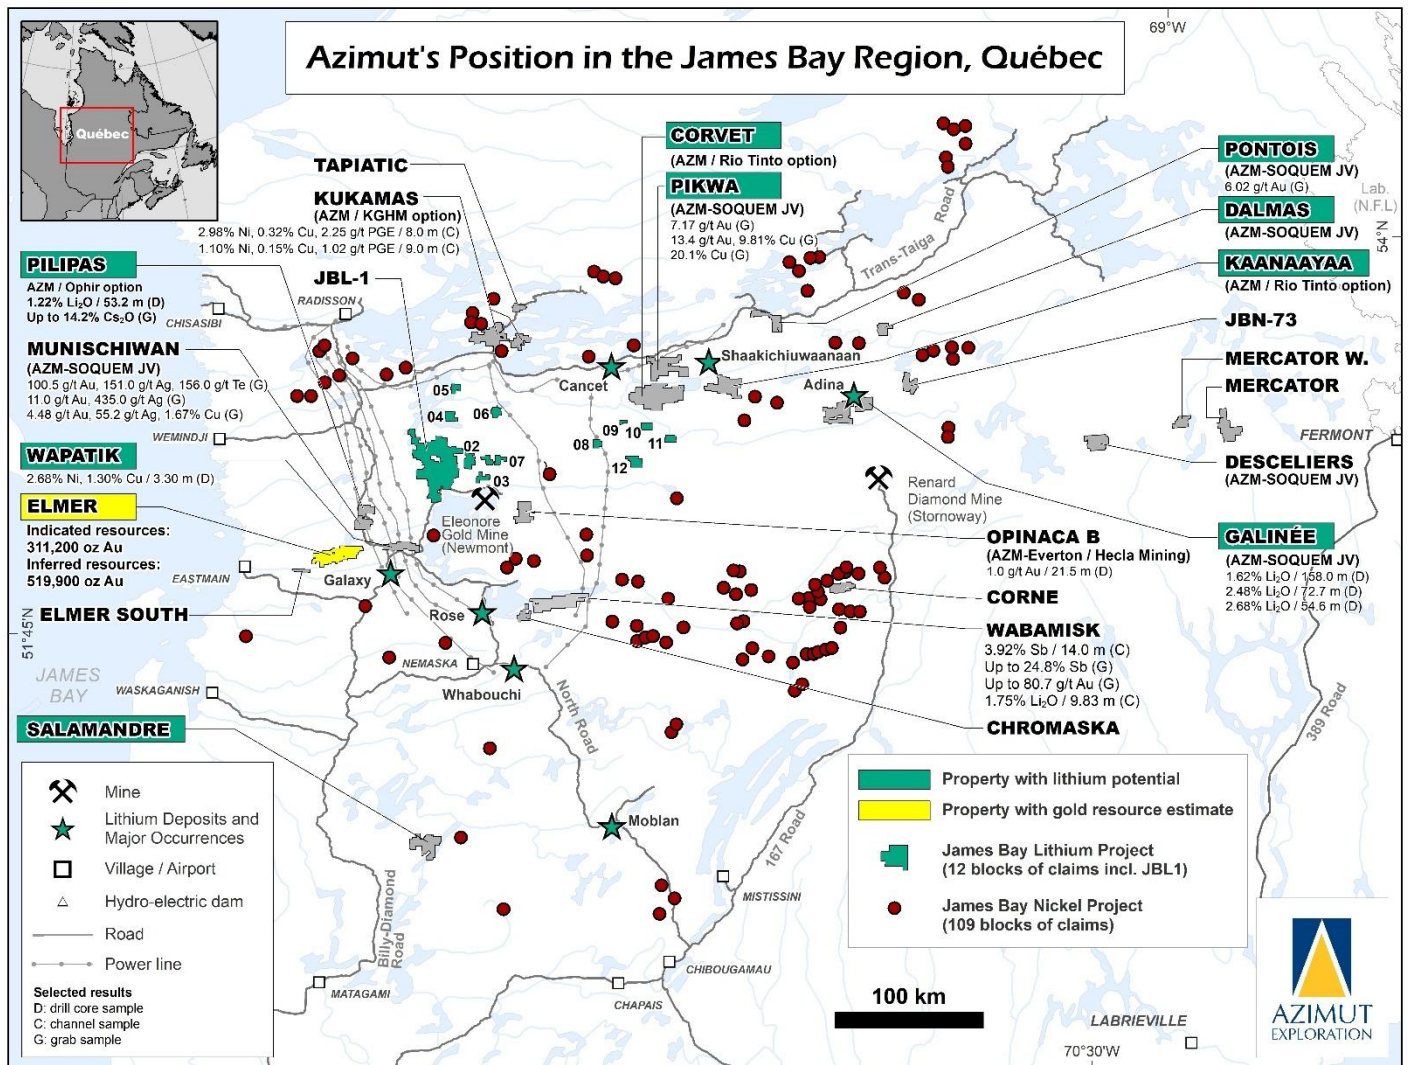 Azimut's Position in the James Bay Region, Québec
Québec
69°W
54°N
Lab.
(N.F.L)
TAPIATIC
KUKAMAS
(AZM / KGHM option)
2.98% Ni, 0.32% Cu, 2.25 g/t PGE / 8.0 m (C)
1.10% Ni, 0.15% Cu, 1.02 g/t PGE / 9.0 m (C)
JBL-1
CORVET
(AZM / Rio Tinto option)
PIKWA
(AZM-SOQUEM JV)
7.17 g/t Au (G)
13.4 g/t Au, 9.81% Cu (G)
20.1% Cu (G)
PONTOIS
(AZM-SOQUEM JV)
6.02 g/t Au (G)
DALMAS
(AZM-SOQUEM JV)
KAANAAYAA
(AZM / Rio Tinto option)
JBN-73
MERCATOR W.
MERCATOR
FERMONT
DESCELIERS
(AZM-SOQUEM JV)
GALINÉE
(AZM-SOQUEM JV)
1.62% Li₂O / 158.0 m (D)
2.48% Li₂O / 72.7 m (D)
2.68% Li₂O / 54.6 m (D)
PILIPAS
AZM / Ophir option
1.22% Li₂O / 53.2 m (D)
Up to 14.2% Cs₂O (G)
MUNISCHIWAN
(AZM-SOQUEM JV)
100.5 g/t Au, 151.0 g/t Ag, 156.0 g/t Te (G)
11.0 g/t Au, 435.0 g/t Ag (G)
4.48 g/t Au, 55.2 g/t Ag, 1.67% Cu (G)
WAPATIK
2.68% Ni, 1.30% Cu / 3.30 m (D)
ELMER
Indicated resources:
311,200 oz Au
Inferred resources:
519,900 oz Au
ELMER SOUTH
SALAMANDRE
RADISSON
CHISASIBI
WEMINDJI
EASTMAIN
51°45'N
JAMES
BAY
WASKAGANISH
NEMASKA
Trans-Taiga Road
Shaakichiuwaanaan
Cancet
Adina
05
04
06
02
07
03
08
09
10
11
12
Eleonore
Gold Mine
(Newmont)
Galaxy
Rose
Whabouchi
Renard
Diamond Mine
(Stornoway)
OPINACA B
(AZM-Everton / Hecla Mining)
1.0 g/t Au / 21.5 m (D)
CORNE
WABAMISK
3.92% Sb / 14.0 m (C)
Up to 24.8% Sb (G)
Up to 80.7 g/t Au (G)
1.75% Li₂O / 9.83 m (C)
CHROMASKA
North Road
389 Road
167 Road
Billy-Diamond
Road
Moblan
MISTISSINI
CHIBOUGAMAU
CHAPAIS
MATAGAMI
LABRIEVILLE
70°30'W
100 km
Mine
Lithium Deposits and
Major Occurrences
Village / Airport
Hydro-electric dam
Road
Power line
Selected results
D: drill core sample
C: channel sample
G: grab sample
Property with lithium potential
Property with gold resource estimate
James Bay Lithium Project
(12 blocks of claims incl. JBL1)
James Bay Nickel Project
(109 blocks of claims)
AZIMUT
EXPLORATION